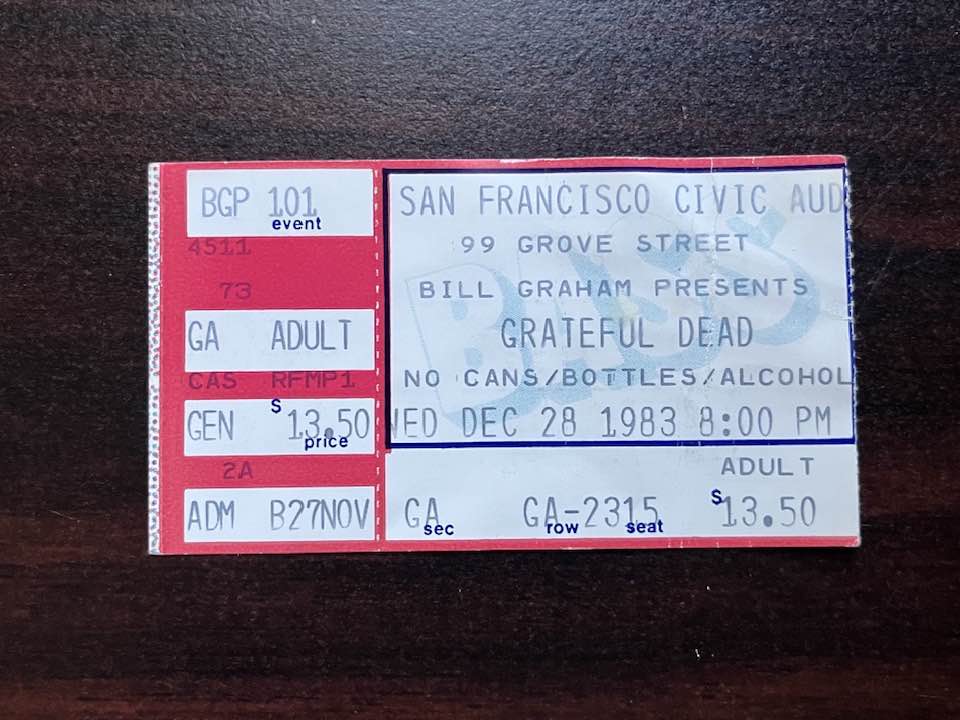 BGP 101
event
4511
73
GA ADULT
CAS RFMP1
$
GEN 13.50
price
2A
ADM B27NOV
SAN FRANCISCO CIVIC AUD
99 GROVE STREET
BILL GRAHAM PRESENTS
BASS
GRATEFUL DEAD
NO CANS/BOTTLES/ALCOHOL
WED DEC 28 1983 8:00 PM
ADULT
GA GA-2315 $13.50
sec row seat